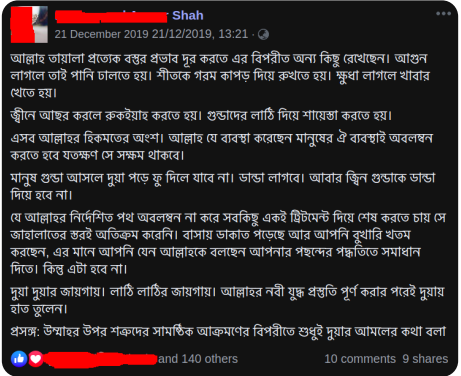 Shah
21 December 2019 21/12/2019, 13:21 ·
আল্লাহ তায়ালা প্রত্যেক বস্তুর প্রভাব দূর করতে এর বিপরীত অন্য কিছু রেখেছেন। আগুন
লাগলে তাই পানি ঢালতে হয়। শীতকে গরম কাপড় দিয়ে রুখতে হয়। ক্ষুধা লাগলে খাবার
খেতে হয়।
জ্বীনে আছর করলে রুকইয়াহ করতে হয়। গুন্ডাদের লাঠি দিয়ে শায়েস্তা করতে হয়।
এসব আল্লাহর হিকমতের অংশ। আল্লাহ যে ব্যবস্থা করেছেন মানুষের ঐ ব্যবস্থাই অবলম্বন
করতে হবে যতক্ষণ সে সক্ষম থাকবে।
মানুষ গুন্ডা আসলে দুয়া পড়ে ফু দিলে যাবে না। ডান্ডা লাগবে। আবার জ্বিন গুন্ডাকে ডান্ডা
দিয়ে হবে না।
যে আল্লাহর নির্দেশিত পথ অবলম্বন না করে সবকিছু একই ট্রিটমেন্ট দিয়ে শেষ করতে চায় সে
জাহালাতের স্তরই অতিক্রম করেনি। বাসায় ডাকাত পড়েছে আর আপনি বুখারি খতম
করছেন, এর মানে আপনি যেন আল্লাহকে বলছেন আপনার পছন্দের পদ্ধতিতে সমাধান
দিতে। কিন্তু এটা হবে না।
দুয়া দুয়ার জায়গায়। লাঠি লাঠির জায়গায়। আল্লাহর নবী যুদ্ধ প্রস্তুতি পূর্ণ করার পরেই দুয়ায়
হাত তুলেন।
প্রসঙ্গ: উম্মাহর উপর শত্রুদের সামষ্ঠিক আক্রমণের বিপরীতে শুধুই দুয়ার আমলের কথা বলা
and 140 others 10 comments 9 shares